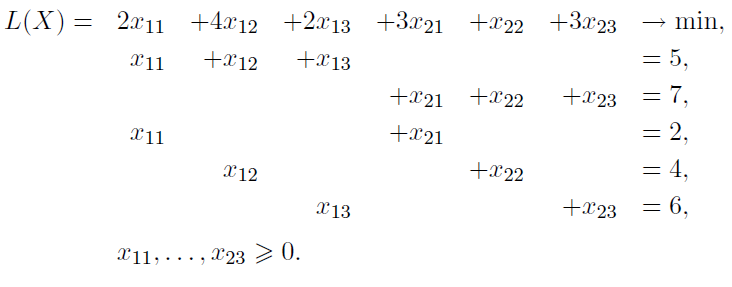 L(X) = 2x₁₁ +4x₁₂ +2x₁₃ +3x₂₁ +x₂₂ +3x₂₃ → min,
x₁₁ +x₁₂ +x₁₃ = 5,
+x₂₁ +x₂₂ +x₂₃ = 7,
x₁₁ +x₂₁ = 2,
x₁₂ +x₂₂ = 4,
x₁₃ +x₂₃ = 6,
x₁₁, . . . , x₂₃ ⩾ 0.